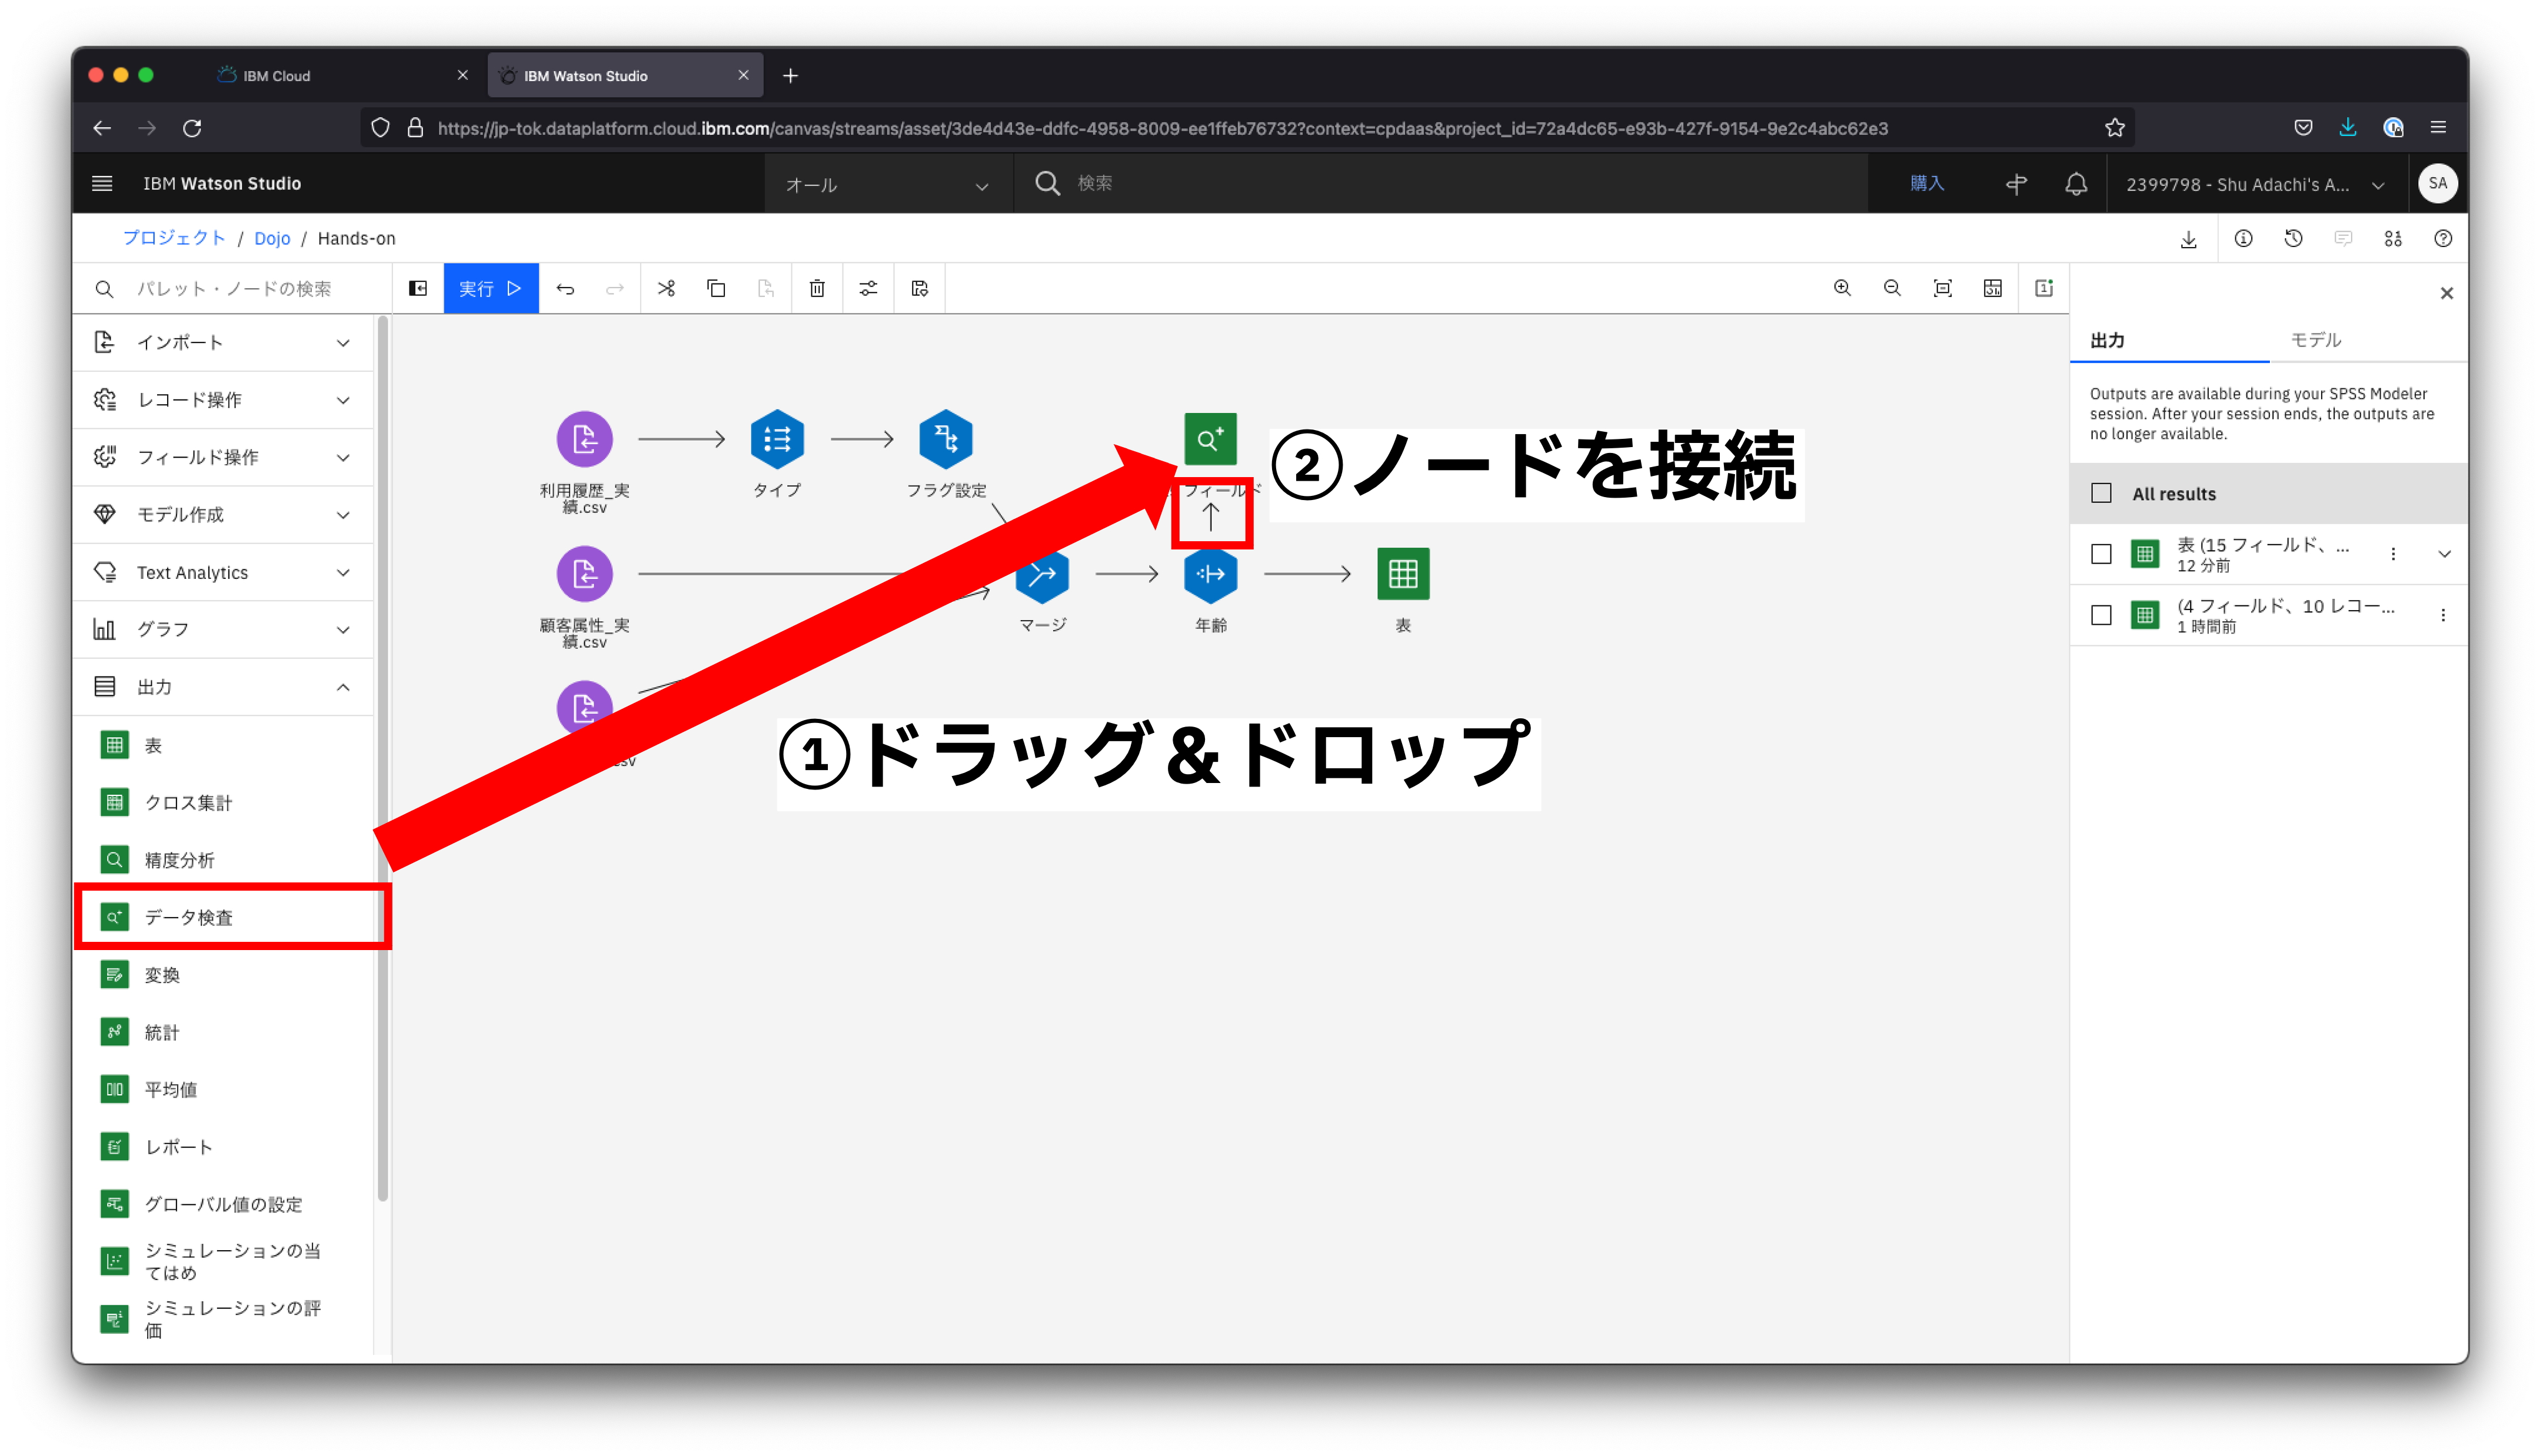 IBM Cloud
IBM Watson Studio
https://jp-tok.dataplatform.cloud.ibm.com/canvas/streams/asset/3de4d43e-ddfc-4958-8009-ee1ffeb76732?context=cpdaas&project_id=72a4dc65-e93b-427f-9154-9e2c4abc62e3
IBM Watson Studio
オール
検索
購入
2399798 - Shu Adachi's A...
SA
プロジェクト / Dojo / Hands-on
パレット・ノードの検索
実行
インポート
レコード操作
フィールド操作
モデル作成
Text Analytics
グラフ
出力
表
クロス集計
精度分析
データ検査
変換
統計
平均値
レポート
グローバル値の設定
シミュレーションの当
てはめ
シミュレーションの評
価
利用履歴_実
績.csv
タイプ
フラグ設定
フィールド
②ノードを接続
顧客属性_実
績.csv
マージ
年齢
表
①ドラッグ＆ドロップ
出力
モデル
Outputs are available during your SPSS Modeler
session. After your session ends, the outputs are
no longer available.
All results
表 (15 フィールド、...
12 分前
(4 フィールド、10 レコー...
1 時間前